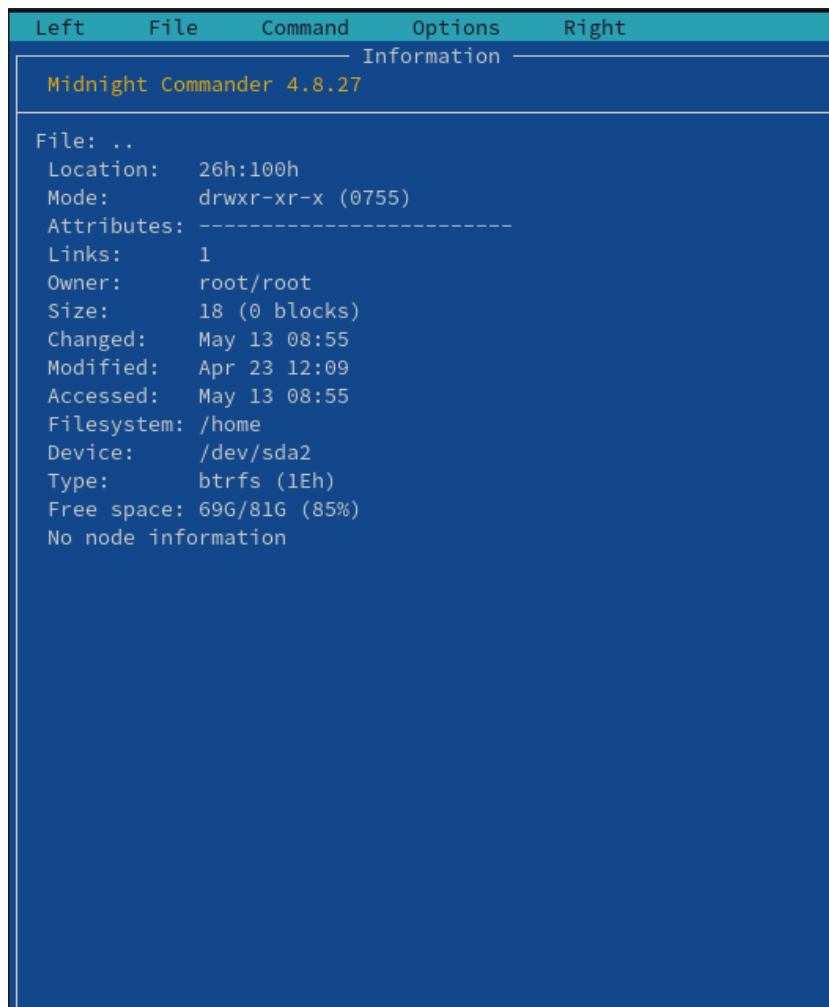 Left File Command Options Right
Information
Midnight Commander 4.8.27
File: ..
Location: 26h:100h
Mode: drwxr-xr-x (0755)
Attributes: -------------------------
Links: 1
Owner: root/root
Size: 18 (0 blocks)
Changed: May 13 08:55
Modified: Apr 23 12:09
Accessed: May 13 08:55
Filesystem: /home
Device: /dev/sda2
Type: btrfs (1Eh)
Free space: 69G/81G (85%)
No node information